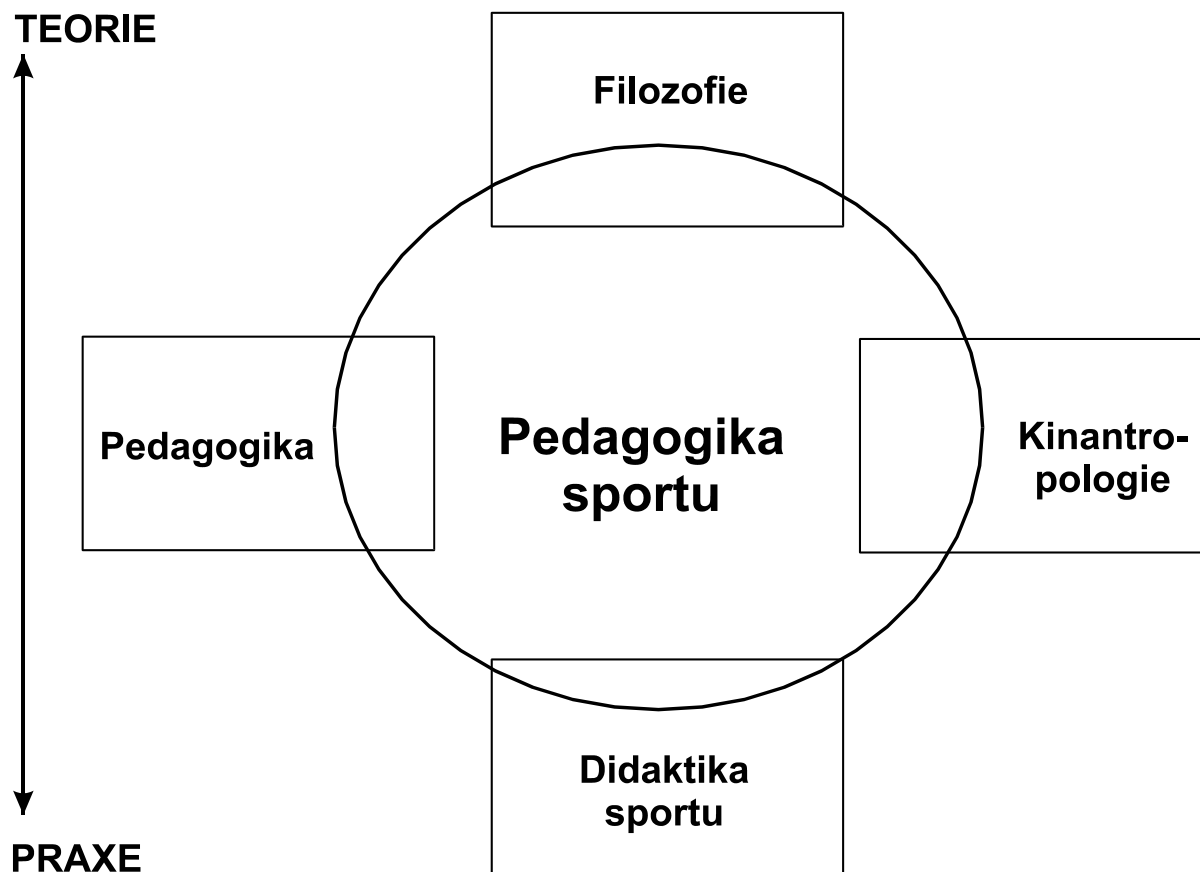 TEORIE
Filozofie
Pedagogika
Pedagogika
sportu
Kinantro-
pologie
Didaktika
sportu
PRAXE